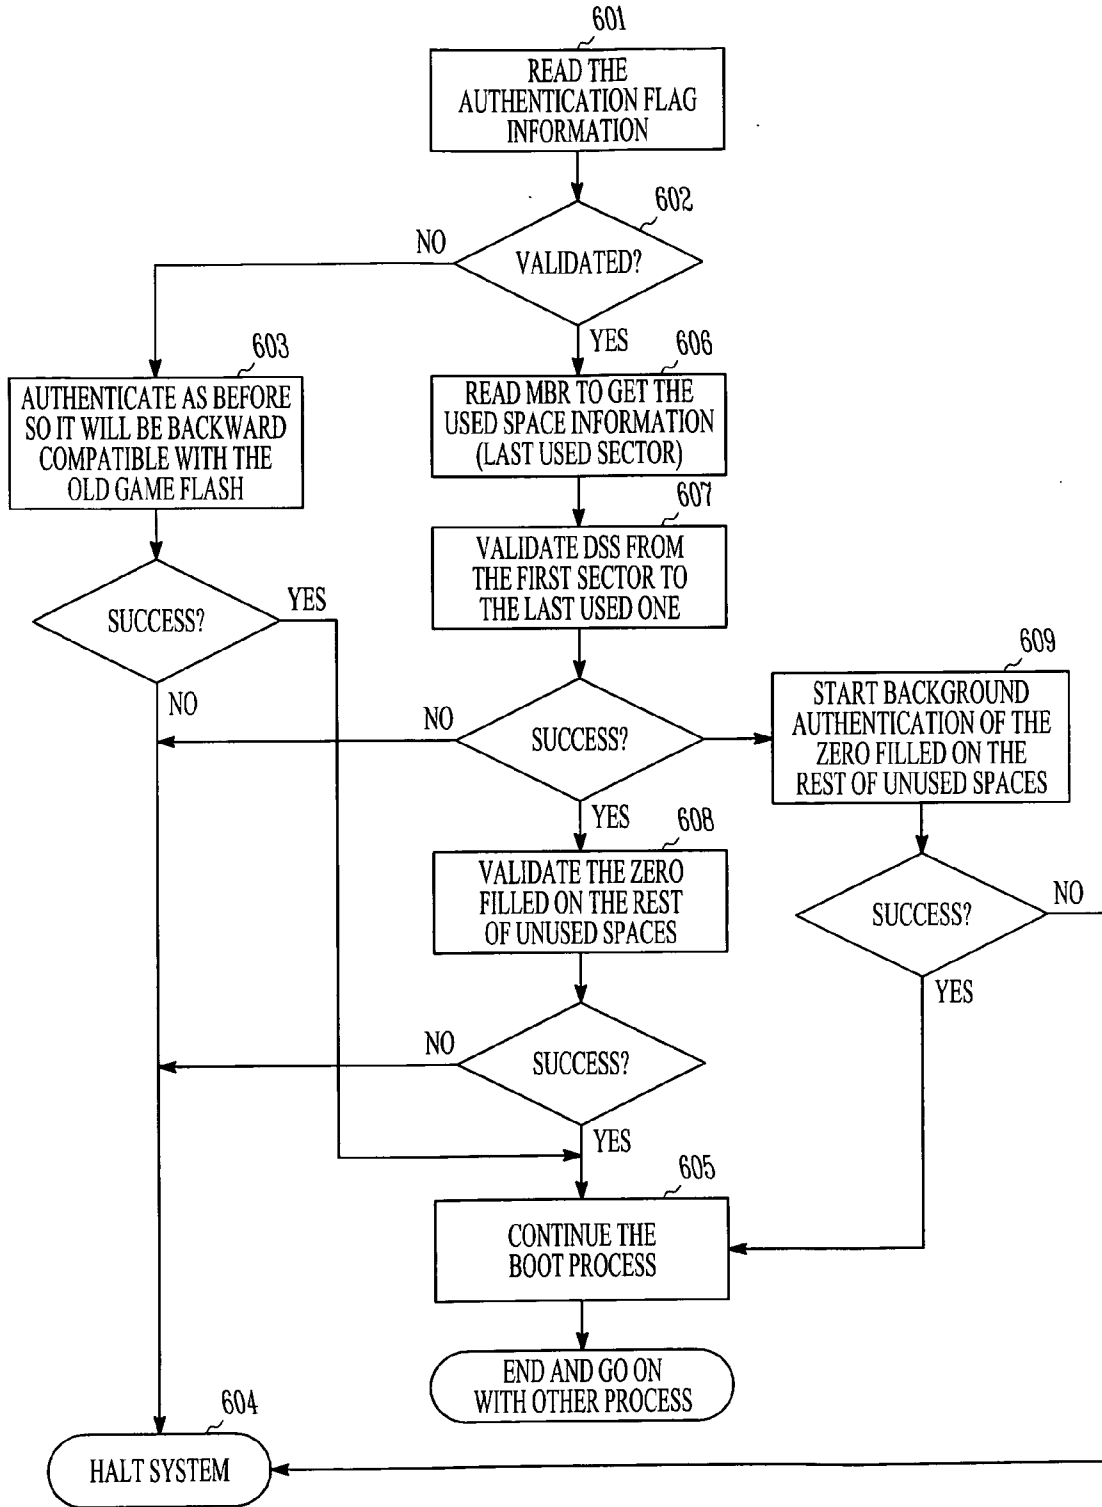 601
READ THE
AUTHENTICATION FLAG
INFORMATION
602
NO
VALIDATED?
YES
603
AUTHENTICATE AS BEFORE
SO IT WILL BE BACKWARD
COMPATIBLE WITH THE
OLD GAME FLASH
606
READ MBR TO GET THE
USED SPACE INFORMATION
(LAST USED SECTOR)
607
VALIDATE DSS FROM
THE FIRST SECTOR TO
THE LAST USED ONE
SUCCESS?
YES
NO
NO
SUCCESS?
YES
609
START BACKGROUND
AUTHENTICATION OF THE
ZERO FILLED ON THE
REST OF UNUSED SPACES
608
VALIDATE THE ZERO
FILLED ON THE REST
OF UNUSED SPACES
SUCCESS?
NO
YES
NO
SUCCESS?
YES
605
CONTINUE THE
BOOT PROCESS
END AND GO ON
WITH OTHER PROCESS
604
HALT SYSTEM